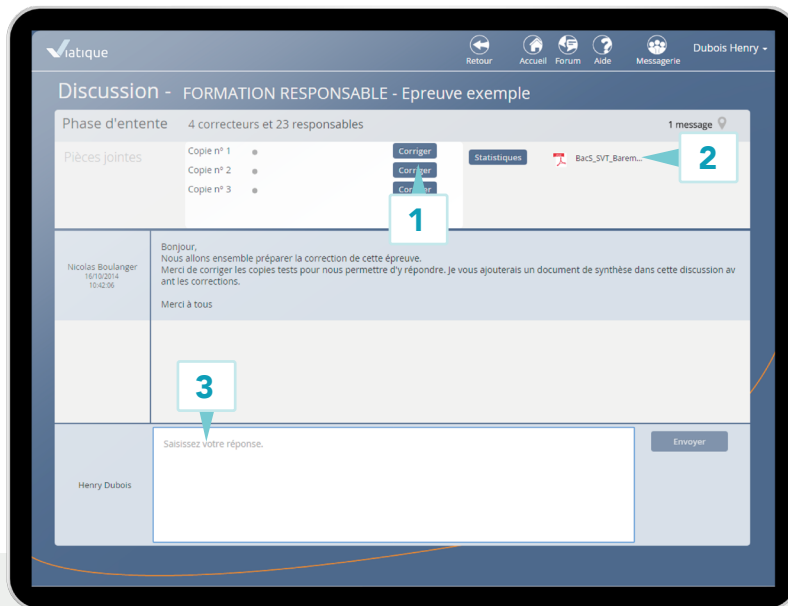 Viatique
Retour Accueil Forum Aide Messagerie Dubois Henry
Discussion - FORMATION RESPONSABLE - Epreuve exemple
Phase d'entente 4 correcteurs et 23 responsables 1 message
Pièces jointes
Copie n° 1 Corriger
Copie n° 2 Corriger
Copie n° 3 Corriger
Statistiques BacS_SVT_Barem...
2
1
Nicolas Boulanger
16/10/2014
10:42:06
Bonjour,
Nous allons ensemble préparer la correction de cette épreuve.
Merci de corriger les copies tests pour nous permettre d'y répondre. Je vous ajouterais un document de synthèse dans cette discussion av
ant les corrections.
Merci à tous
3
Saisissez votre réponse.
Envoyer
Henry Dubois